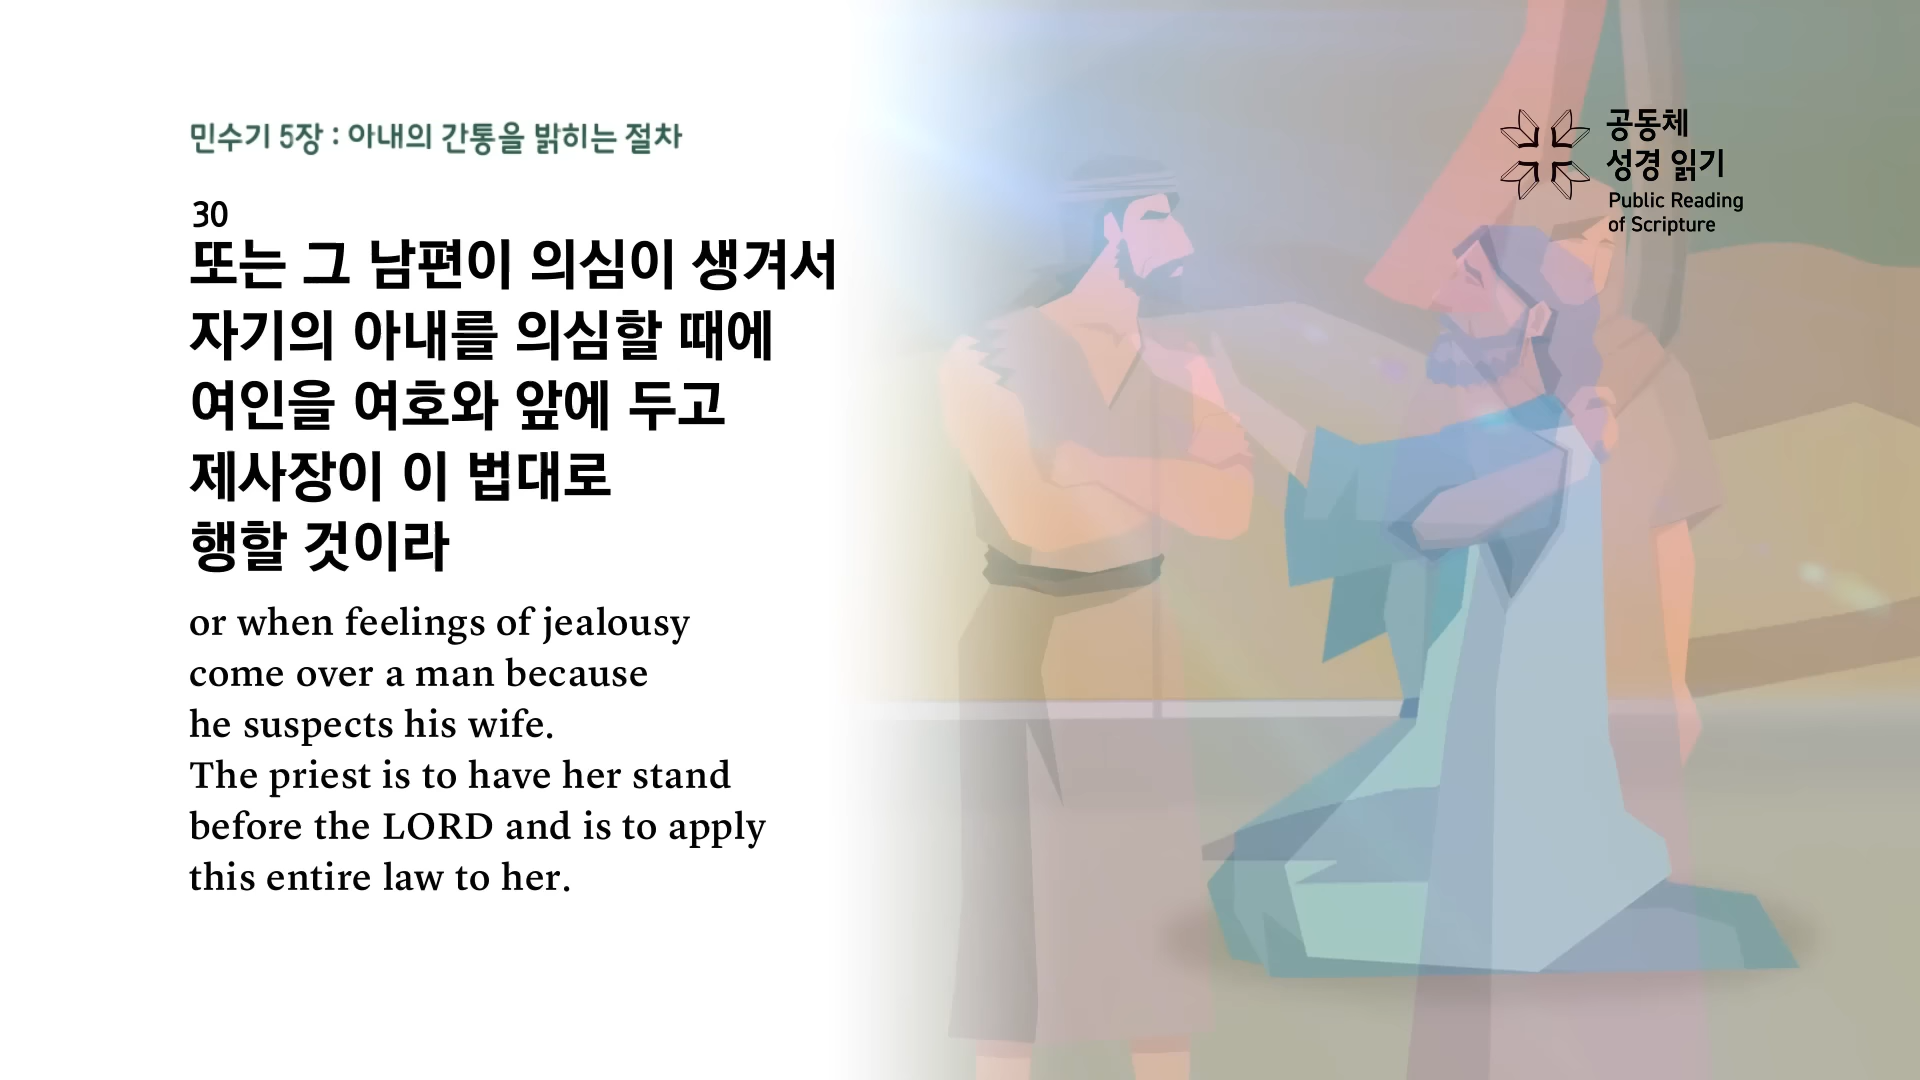 민수기 5장 : 아내의 간통을 밝히는 절차
30
또는 그 남편이 의심이 생겨서
자기의 아내를 의심할 때에
여인을 여호와 앞에 두고
제사장이 이 법대로
행할 것이라
or when feelings of jealousy
come over a man because
he suspects his wife.
The priest is to have her stand
before the LORD and is to apply
this entire law to her.
공동체
성경 읽기
Public Reading
of Scripture